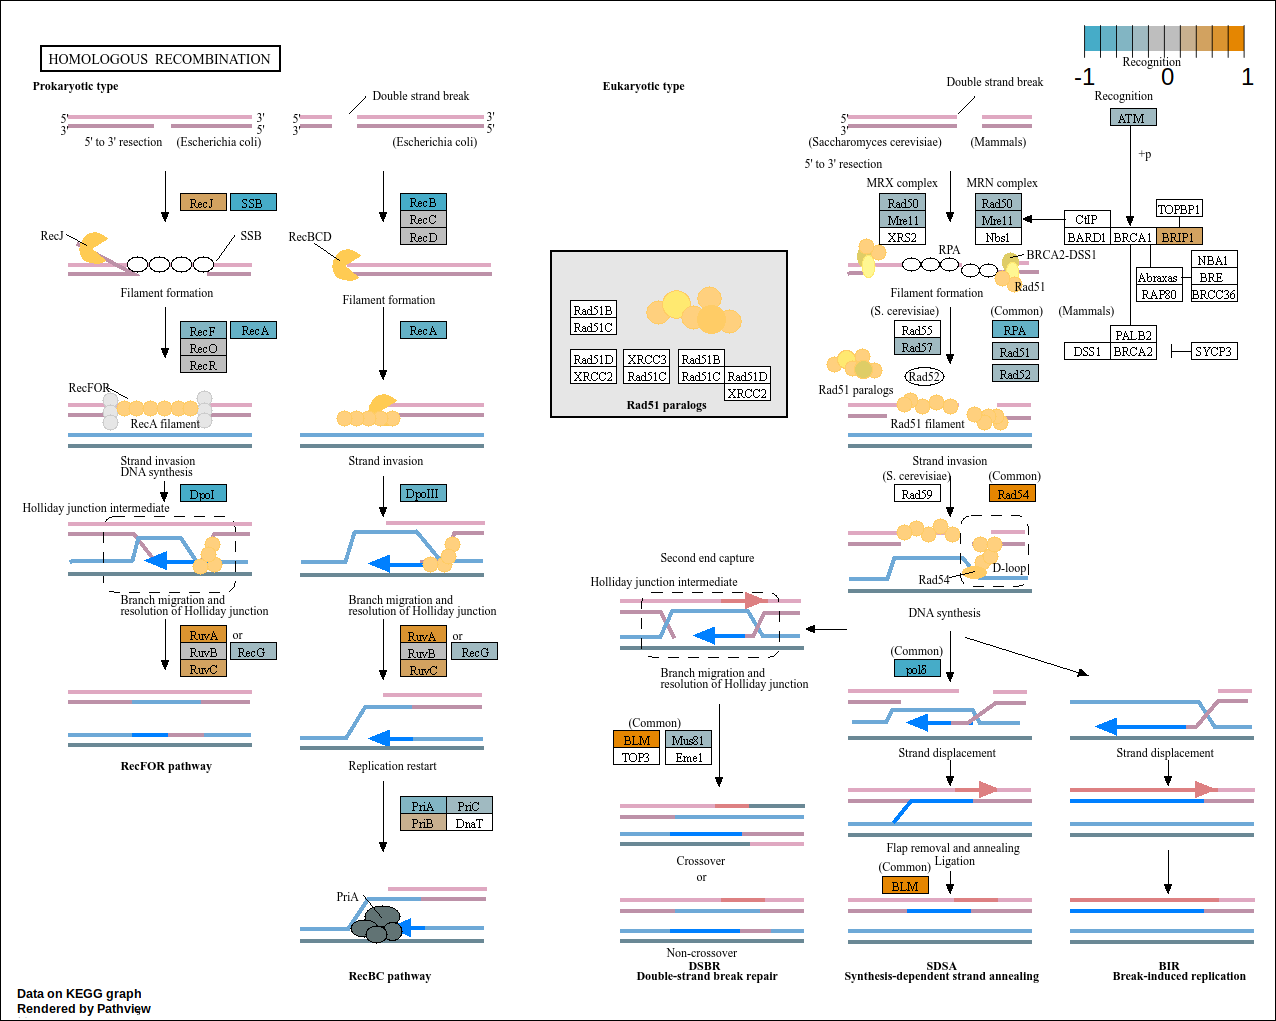 HOMOLOGOUS RECOMBINATION
Recognition
-1 0 1
Prokaryotic type
Eukaryotic type
Double strand break
Double strand break
Recognition
5' 3'
3' 5'
3'
3'
5'
5'
3'
ATM
5' to 3' resection (Escherichia coli)
(Escherichia coli)
(Saccharomyces cerevisiae) (Mammals)
+p
5' to 3' resection
MRX complex
MRN complex
RecJ SSB
RecB
RecC
RecD
Rad50
Mre11
XRS2
Rad50
Mre11
Nbs1
CtIP
TOPBP1
BARD1 BRCA1 BRIP1
RecJ
SSB
RecBCD
RPA
BRCA2-DSS1
Rad51
Abraxas
RAP80
NBA1
BRE
BRCC36
Filament formation
Filament formation
Filament formation
(S. cerevisiae)
(Common)
(Mammals)
RecF RecA
RecO
RecR
RecA
Rad51B
Rad51C
Rad51D
XRCC2
XRCC3
Rad51C
Rad51B
Rad51C Rad51D
XRCC2
Rad51 paralogs
Rad55
Rad57
RPA
Rad51
Rad52
Rad52
PALB2
DSS1 BRCA2
SYCP3
Rad51 paralogs
RecFOR
RecA filament
Rad51 filament
Strand invasion
DNA synthesis
Strand invasion
Strand invasion
(S. cerevisiae)
(Common)
DpoI
DpoIII
Rad59
Rad54
Holliday junction intermediate
Second end capture
Holliday junction intermediate
Rad54
D-loop
Branch migration and
resolution of Holliday junction
Branch migration and
resolution of Holliday junction
DNA synthesis
RuvA or
RuvB RecG
RuvC
RuvA or
RuvB RecG
RuvC
(Common)
polδ
Branch migration and
resolution of Holliday junction
(Common)
BLM
TOP3
Mus81
Eme1
Strand displacement
Strand displacement
RecFOR pathway
Replication restart
PriA PriC
PriB DnaT
Crossover
or
Flap removal and annealing
Ligation
(Common)
BLM
PriA
Non-crossover
RecBC pathway
DSBR
Double-strand break repair
SDSA
Synthesis-dependent strand annealing
BIR
Break-induced replication
Data on KEGG graph
Rendered by Pathview